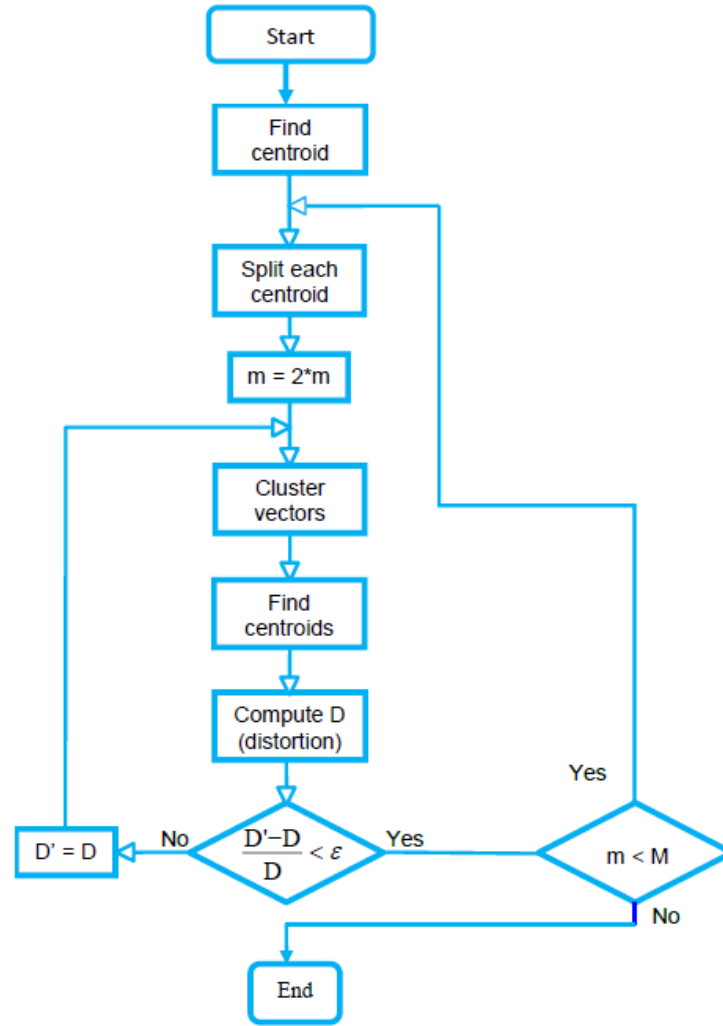 Start
Find
centroid
Split each
centroid
m = 2*m
Cluster
vectors
Find
centroids
Compute D
(distortion)
Yes
D' = D
No
D'−D
D
< ε
Yes
m < M
No
End